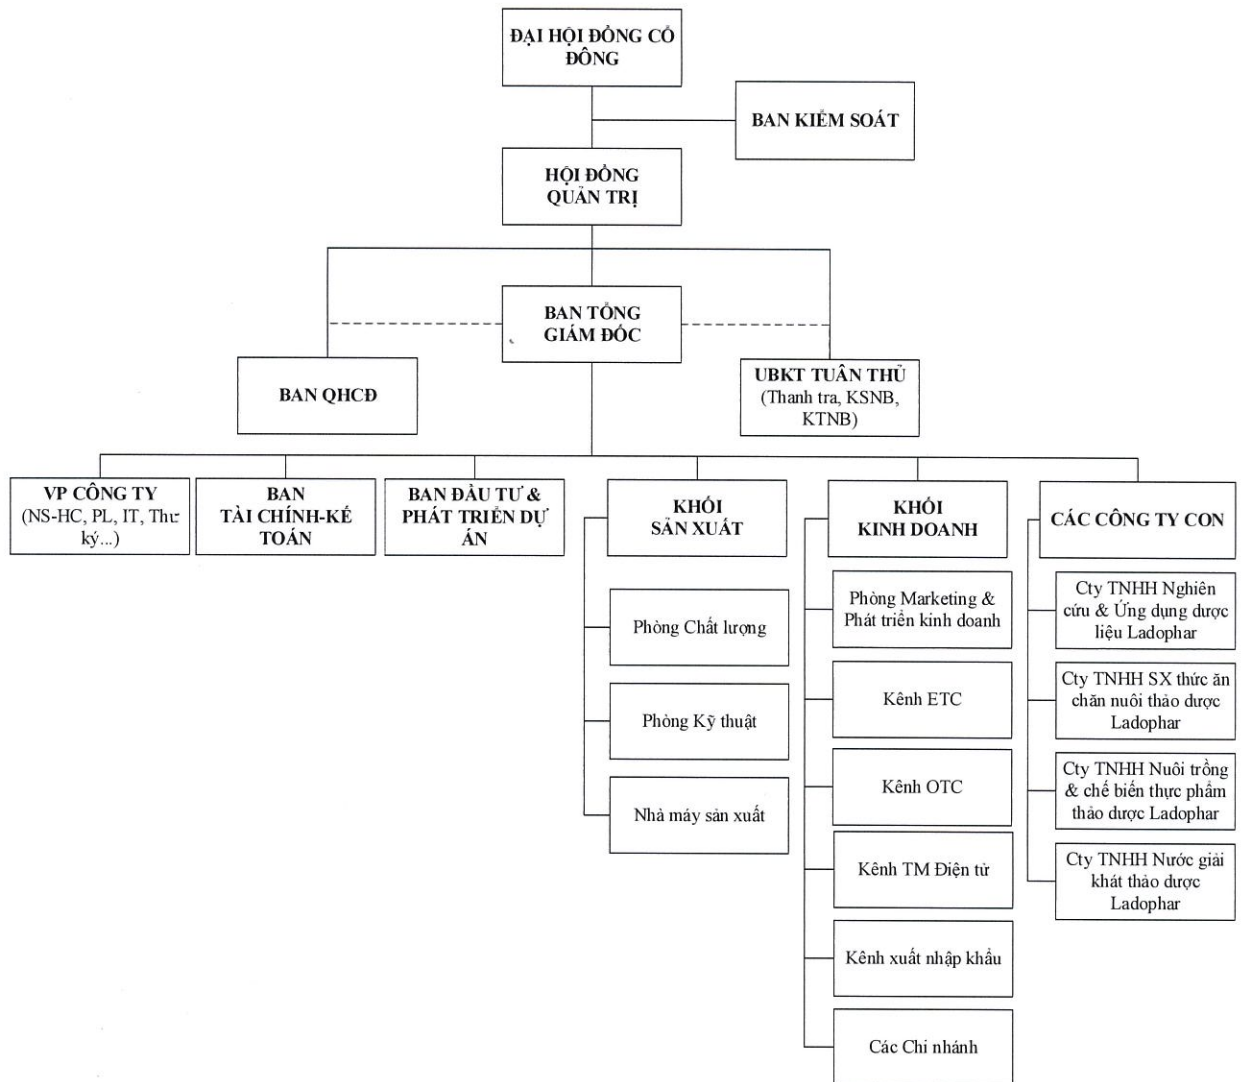 ĐẠI HỘI ĐỒNG CỔ
ĐÔNG
BAN KIỂM SOÁT
HỘI ĐỒNG
QUẢN TRỊ
BAN TỔNG
GIÁM ĐỐC
BAN QHCĐ
UBKT TUÂN THỦ
(Thanh tra, KSNB,
KTNB)
VP CÔNG TY
(NS-HC, PL, IT, Thư
ký...)
BAN
TÀI CHÍNH-KẾ
TOÁN
BAN ĐẦU TƯ &
PHÁT TRIỂN DỰ
ÁN
KHỐI
SẢN XUẤT
Phòng Chất lượng
Phòng Kỹ thuật
Nhà máy sản xuất
KHỐI
KINH DOANH
Phòng Marketing &
Phát triển kinh doanh
Kênh ETC
Kênh OTC
Kênh TM Điện tử
Kênh xuất nhập khẩu
Các Chi nhánh
CÁC CÔNG TY CON
Cty TNHH Nghiên
cứu & Ứng dụng dược
liệu Ladophar
Cty TNHH SX thức ăn
chăn nuôi thảo dược
Ladophar
Cty TNHH Nuôi trồng
& chế biến thực phẩm
thảo dược Ladophar
Cty TNHH Nước giải
khát thảo dược
Ladophar